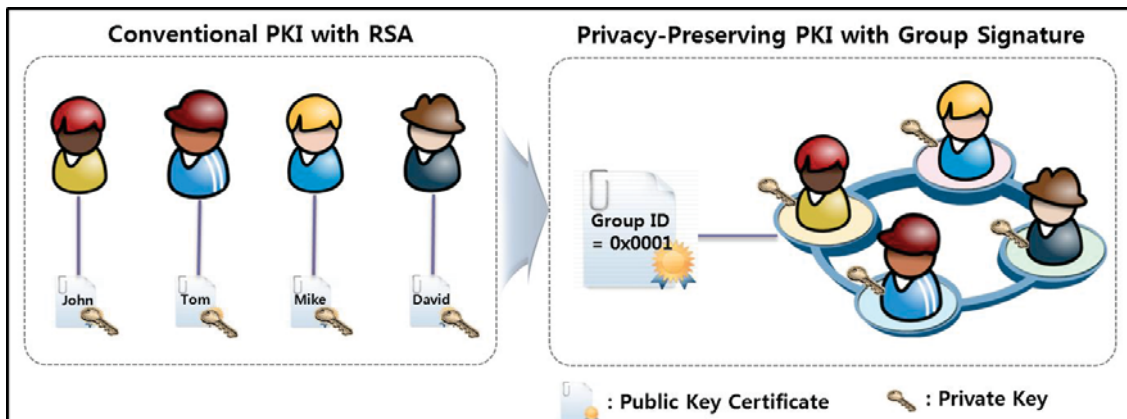 Conventional PKI with RSA
John
Tom
Mike
David
Privacy-Preserving PKI with Group Signature
Group ID
= 0x0001
: Public Key Certificate
: Private Key